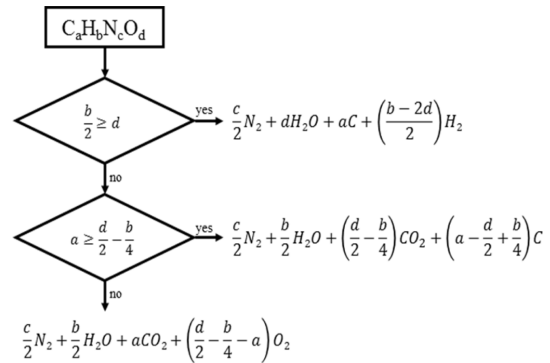 CₐH_bN_cO_d
b/2 ≥ d
yes
c/2 N₂ + dH₂O + aC + ((b − 2d)/2) H₂
no
a ≥ d/2 − b/4
yes
c/2 N₂ + b/2 H₂O + (d/2 − b/4) CO₂ + (a − d/2 + b/4) C
no
c/2 N₂ + b/2 H₂O + aCO₂ + (d/2 − b/4 − a) O₂